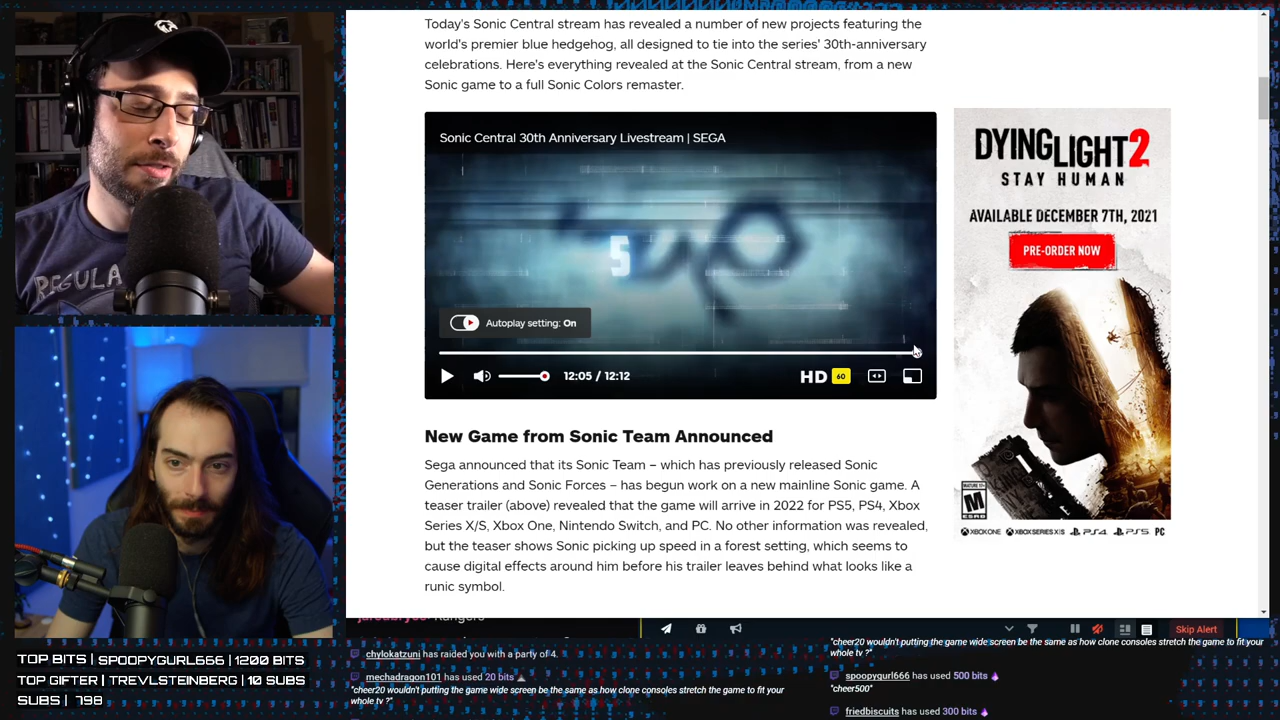 Today's Sonic Central stream has revealed a number of new projects featuring the
world's premier blue hedgehog, all designed to tie into the series' 30th-anniversary
celebrations. Here's everything revealed at the Sonic Central stream, from a new
Sonic game to a full Sonic Colors remaster.
Sonic Central 30th Anniversary Livestream | SEGA
Autoplay setting: On
12:05 / 12:12
HD 60
DYING LIGHT 2
STAY HUMAN
AVAILABLE DECEMBER 7TH, 2021
PRE-ORDER NOW
MATURE 17+
M
ESRB
XBOX ONE XBOX SERIES X|S PS4 PS5 PC
REGULA
New Game from Sonic Team Announced
Sega announced that its Sonic Team – which has previously released Sonic
Generations and Sonic Forces – has begun work on a new mainline Sonic game. A
teaser trailer (above) revealed that the game will arrive in 2022 for PS5, PS4, Xbox
Series X/S, Xbox One, Nintendo Switch, and PC. No other information was revealed,
but the teaser shows Sonic picking up speed in a forest setting, which seems to
cause digital effects around him before his trailer leaves behind what looks like a
runic symbol.
Skip Alert
TOP BITS | SPOOPYGURL666 | 1200 BITS
TOP GIFTER | TREVLSTEINBERG | 10 SUBS
SUBS | 798
chylokatzuni has raided you with a party of 4.
mechadragon101 has used 20 bits
"cheer20 wouldn't putting the game wide screen be the same as how clone consoles stretch the game to fit your
whole tv ?"
"cheer20 wouldn't putting the game wide screen be the same as how clone consoles stretch the game to fit your
whole tv ?"
spoopygurl666 has used 500 bits
"cheer500"
friedbiscuits has used 300 bits